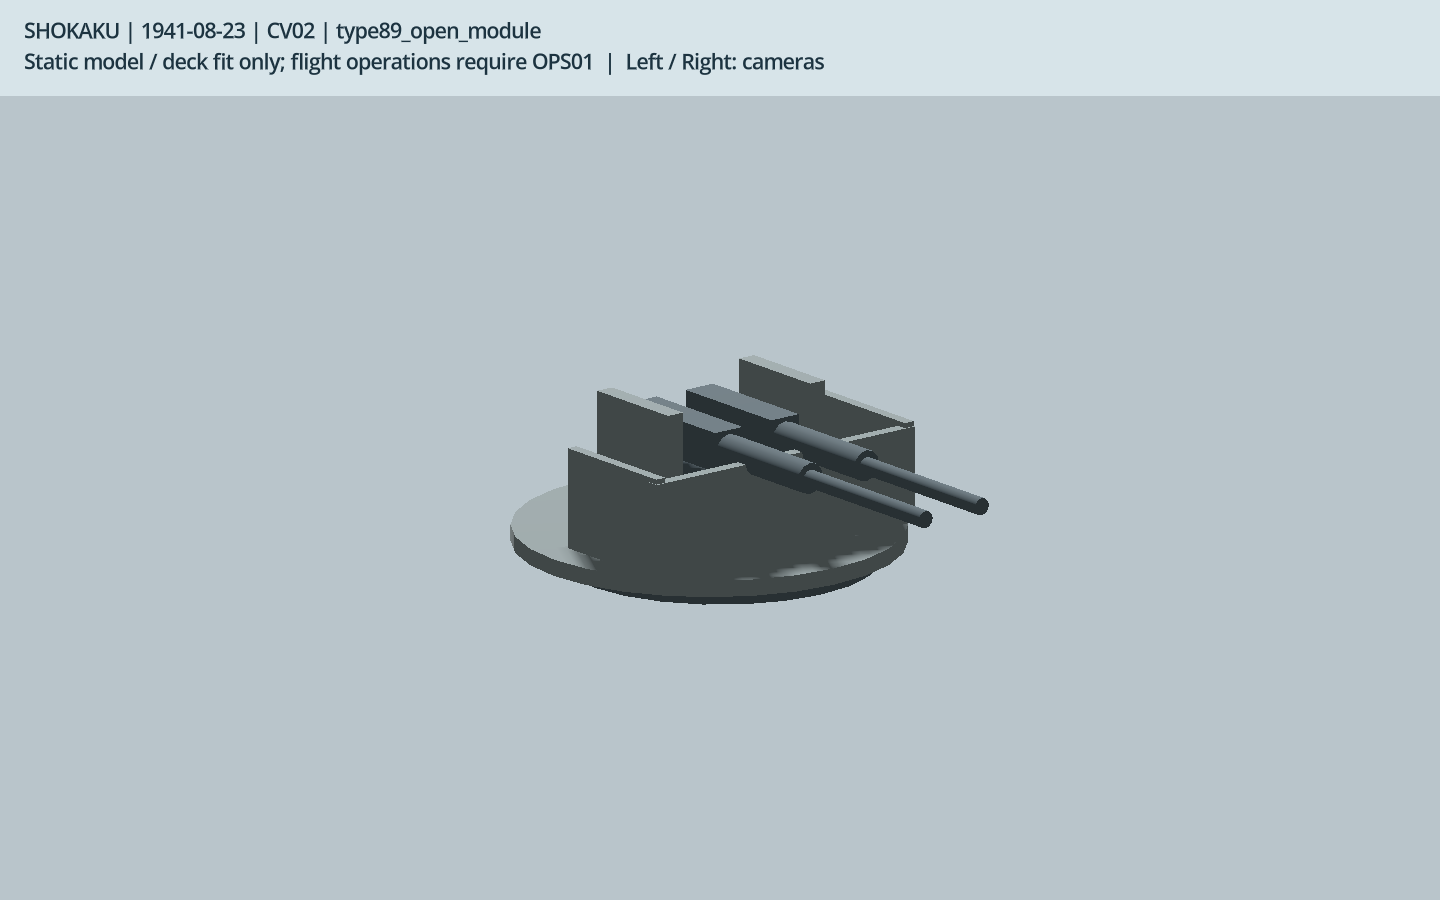 SHOKAKU | 1941-08-23 | CV02 | type89_open_module
Static model / deck fit only; flight operations require OPS01 | Left / Right: cameras